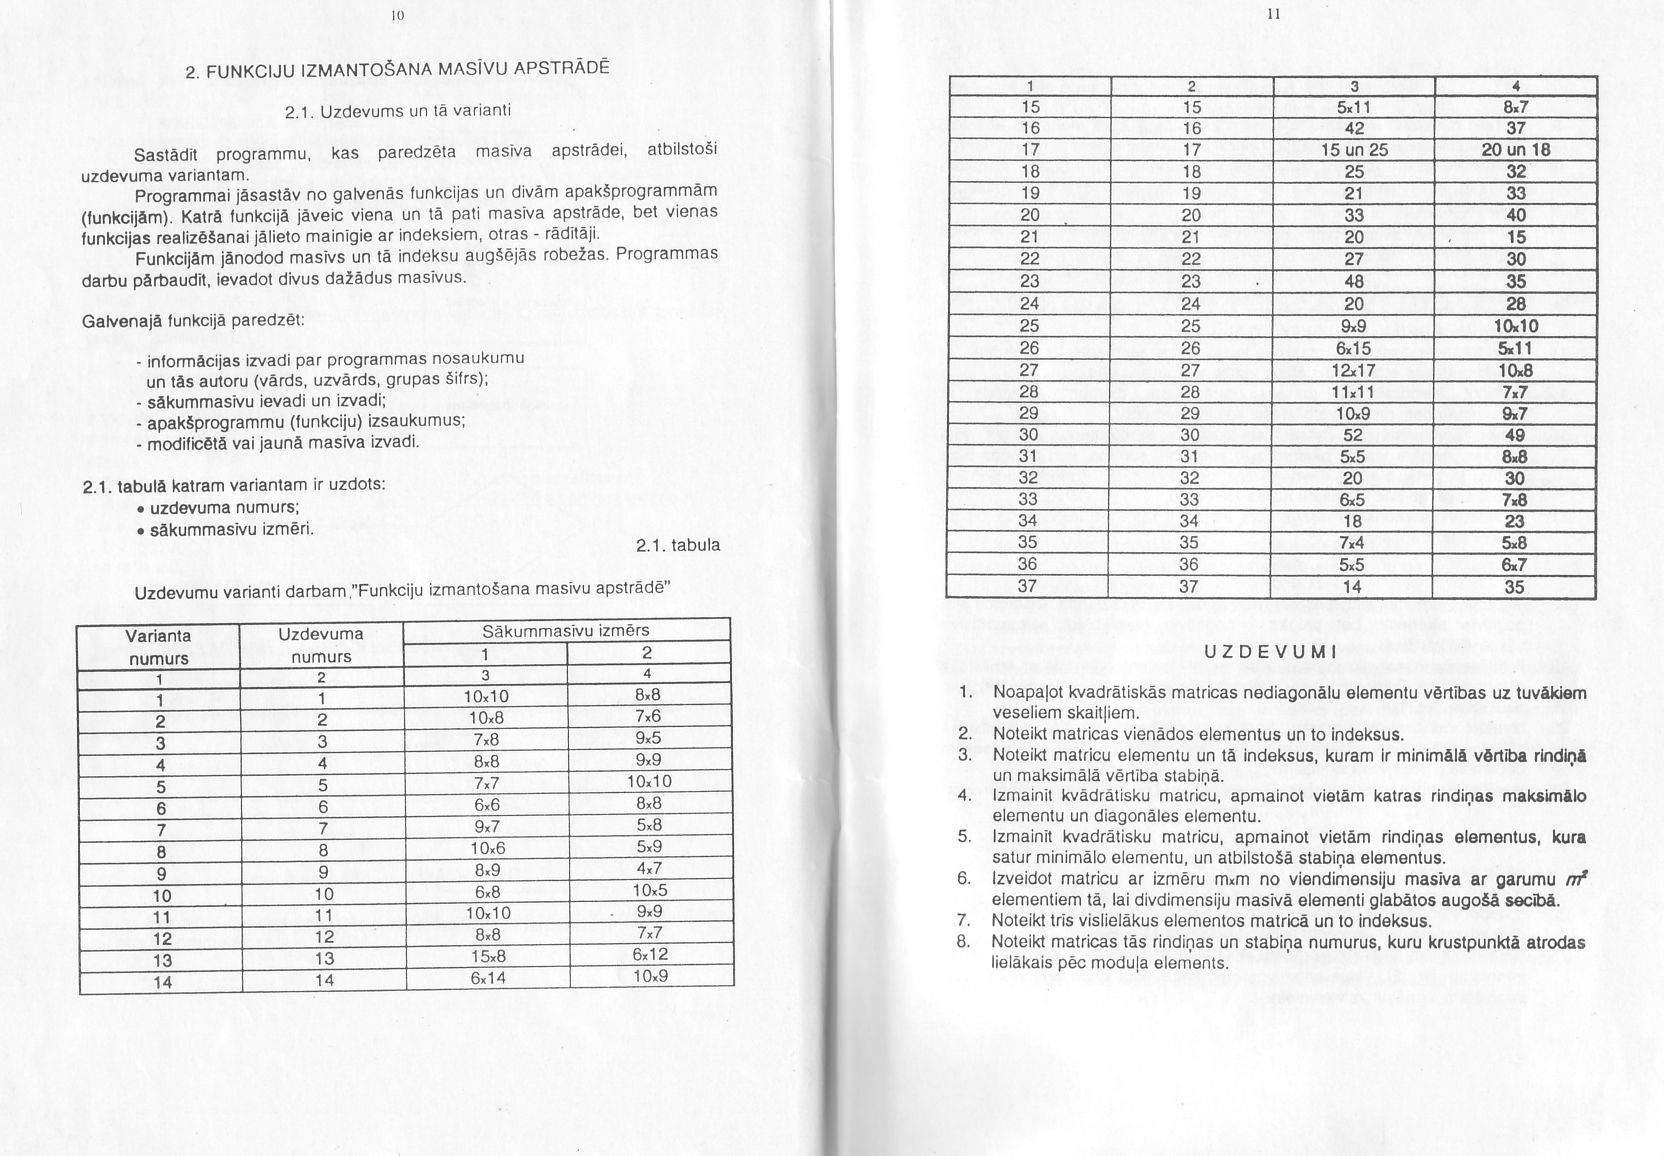 10
2. FUNKCIJU IZMANTOŠANA MASĪVU APSTRĀDĒ
2.1. Uzdevums un tā varianti
Sastādīt programmu, kas paredzēta masīva apstrādei, atbilstoši
uzdevuma variantam.
Programmai jāsastāv no galvenās funkcijas un divām apakšprogrammām
(funkcijām). Katrā funkcijā jāveic viena un tā pati masīva apstrāde, bet vienas
funkcijas realizēšanai jālieto mainīgie ar indeksiem, otras - rādītāji.
Funkcijām jānodod masīvs un tā indeksu augšējās robežas. Programmas
darbu pārbaudīt, ievadot divus dažādus masīvus.
Galvenajā funkcijā paredzēt:
- informācijas izvadi par programmas nosaukumu
un tās autoru (vārds, uzvārds, grupas šifrs);
- sākummasīvu ievadi un izvadi;
- apakšprogrammu (funkciju) izsaukumus;
- modificētā vai jaunā masīva izvadi.
2.1. tabulā katram variantam ir uzdots:
• uzdevuma numurs;
• sākummasīvu izmēri.
2.1. tabula
Uzdevumu varianti darbam "Funkciju izmantošana masīvu apstrādē"
Varianta Uzdevuma Sākummasīvu izmērs
numurs numurs 1 2
1 2 3 4
1 1 10x10 8x8
2 2 10x8 7x6
3 3 7x8 9x5
4 4 8x8 9x9
5 5 7x7 10x10
6 6 6x6 8x8
7 7 9x7 5x8
8 8 10x6 5x9
9 9 8x9 4x7
10 10 6x8 10x5
11 11 10x10 9x9
12 12 8x8 7x7
13 13 15x8 6x12
14 14 6x14 10x9
11
1 2 3 4
15 15 5x11 8x7
16 16 42 37
17 17 15 un 25 20 un 18
18 18 25 32
19 19 21 33
20 20 33 40
21 21 20 15
22 22 27 30
23 23 48 35
24 24 20 28
25 25 9x9 10x10
26 26 6x15 5x11
27 27 12x17 10x8
28 28 11x11 7x7
29 29 10x9 9x7
30 30 52 49
31 31 5x5 8x8
32 32 20 30
33 33 6x5 7x8
34 34 18 23
35 35 7x4 5x8
36 36 5x5 6x7
37 37 14 35
UZDEVUMI
1. Noapaļot kvadrātiskās matricas nediagonālu elementu vērtības uz tuvākiem
veseliem skaitļiem.
2. Noteikt matricas vienādos elementus un to indeksus.
3. Noteikt matricu elementu un tā indeksus, kuram ir minimālā vērtība rindiņā
un maksimālā vērtība stabiņā.
4. Izmainīt kvādrātisku matricu, apmainot vietām katras rindiņas maksimālo
elementu un diagonāles elementu.
5. Izmainīt kvadrātisku matricu, apmainot vietām rindiņas elementus, kura
satur minimālo elementu, un atbilstošā stabiņa elementus.
6. Izveidot matricu ar izmēru mxm no viendimensiju masīva ar garumu m²
elementiem tā, lai divdimensiju masīvā elementi glabātos augošā secībā.
7. Noteikt trīs vislielākus elementos matricā un to indeksus.
8. Noteikt matricas tās rindiņas un stabiņa numurus, kuru krustpunktā atrodas
lielākais pēc moduļa elements.